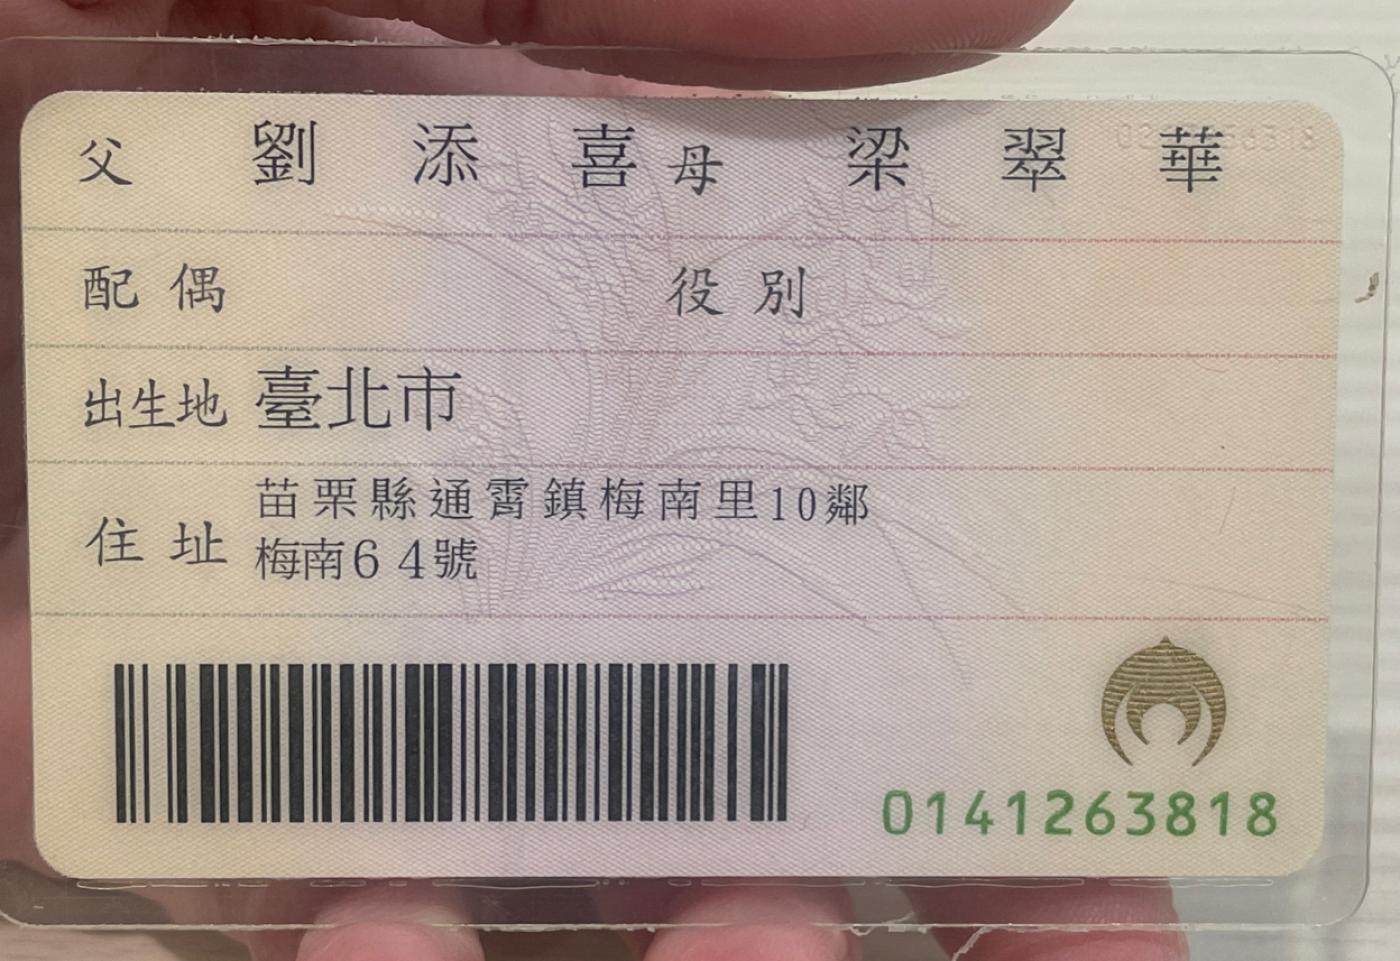 父 劉添喜 母 梁翠華
配偶 役別
出生地 臺北市
住址 苗栗縣通霄鎮梅南里10鄰
梅南64號
0141263818